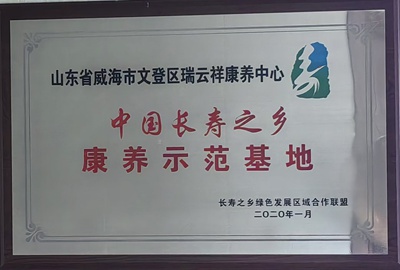 山东省威海市文登区瑞云祥康养中心
中国长寿之乡
康养示范基地
长寿之乡绿色发展区域合作联盟
二〇二〇年一月